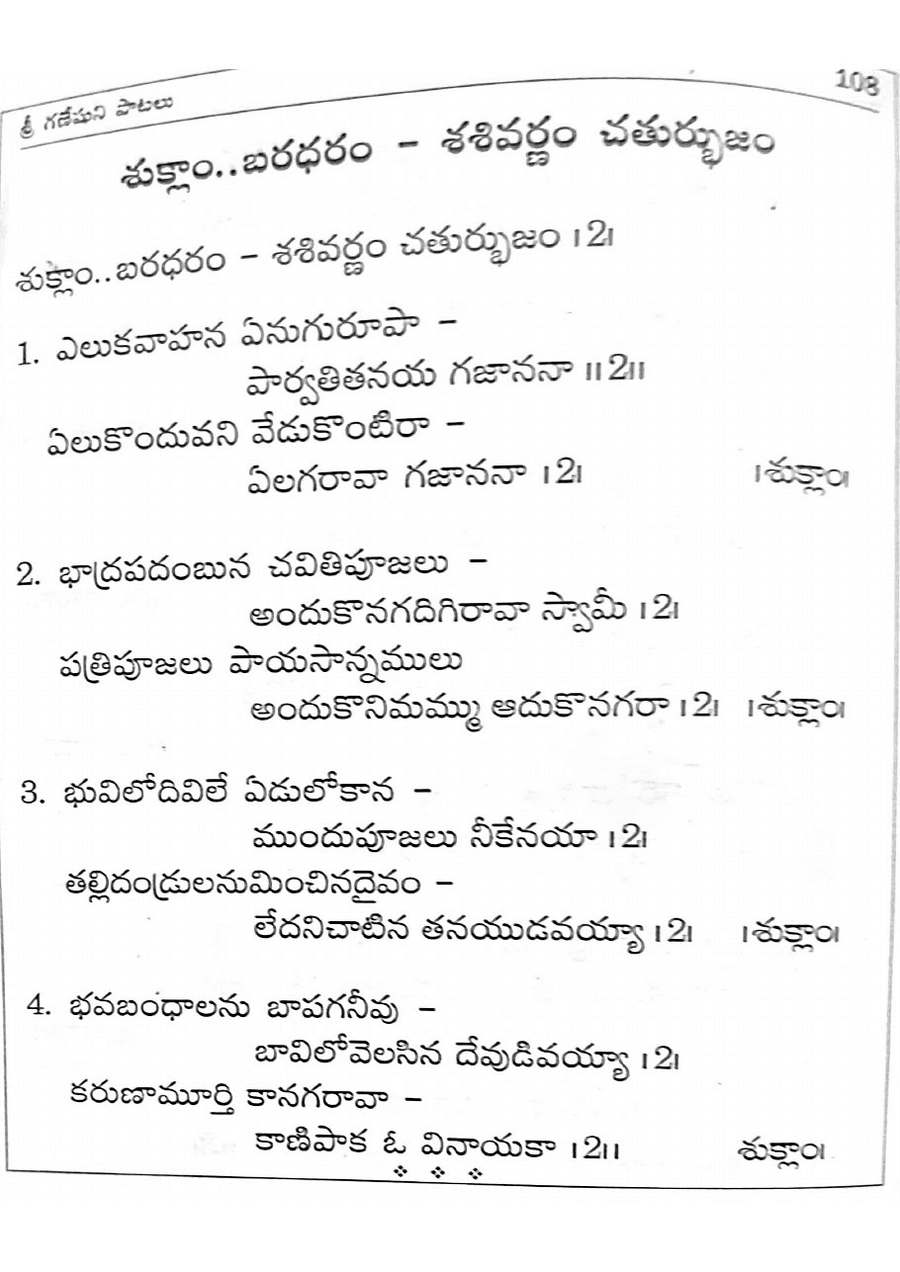 శ్రీ గణేషుని పాటలు
108
శుక్లాం..బరధరం - శశివర్ణం చతుర్భుజం
శుక్లాం..బరధరం - శశివర్ణం చతుర్భుజం ।2।
1. ఎలుకవాహన ఏనుగురూపా -
పార్వతితనయ గజాననా ॥2॥
ఏలుకొందువని వేడుకొంటిరా -
ఏలగరావా గజాననా ।2। ।శుక్లాం।
2. భాద్రపదంబున చవితిపూజలు -
అందుకొనగదిగిరావా స్వామీ ।2।
పత్రిపూజలు పాయసాన్నములు
అందుకొనిమమ్ము ఆదుకొనగరా ।2। ।శుక్లాం।
3. భువిలోదివిలే ఏడులోకాన -
ముందుపూజలు నీకేనయా ।2।
తల్లిదండ్రులనుమించినదైవం -
లేదనిచాటిన తనయుడవయ్యా ।2। ।శుక్లాం।
4. భవబంధాలను బాపగనీవు -
బావిలోవెలసిన దేవుడివయ్యా ।2।
కరుణామూర్తి కానగరావా -
కాణిపాక ఓ వినాయకా ।2॥ శుక్లాం।